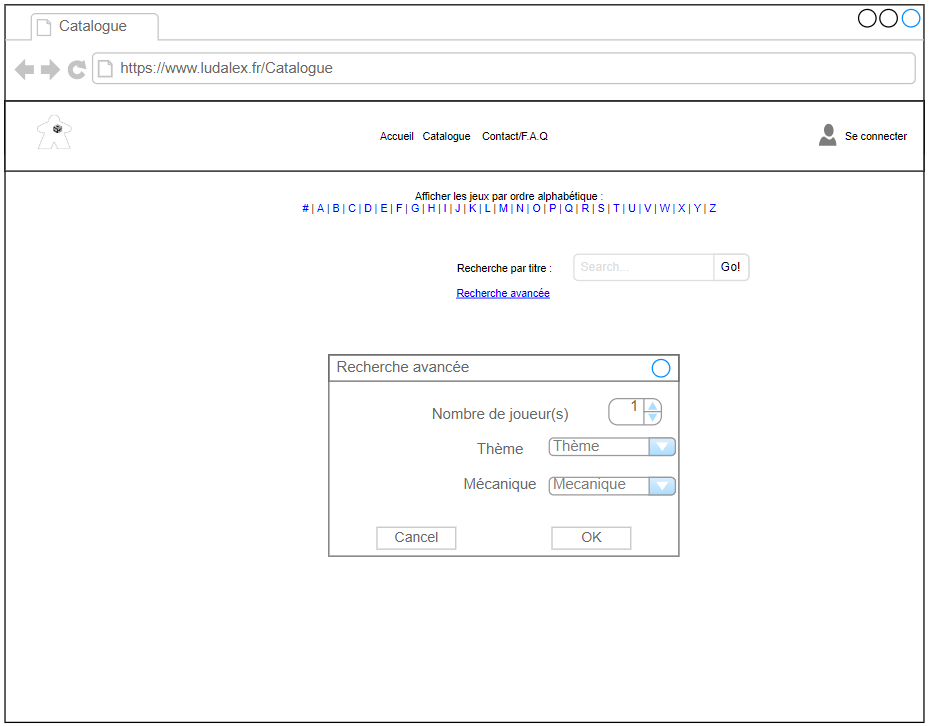 Catalogue
https://www.ludalex.fr/Catalogue
Accueil Catalogue Contact/F.A.Q Se connecter
Afficher les jeux par ordre alphabétique :
# | A | B | C | D | E | F | G | H | I | J | K | L | M | N | O | P | Q | R | S | T | U | V | W | X | Y | Z
Recherche par titre : Search... Go!
Recherche avancée
Recherche avancée
Nombre de joueur(s) 1
Thème Thème
Mécanique Mecanique
Cancel OK